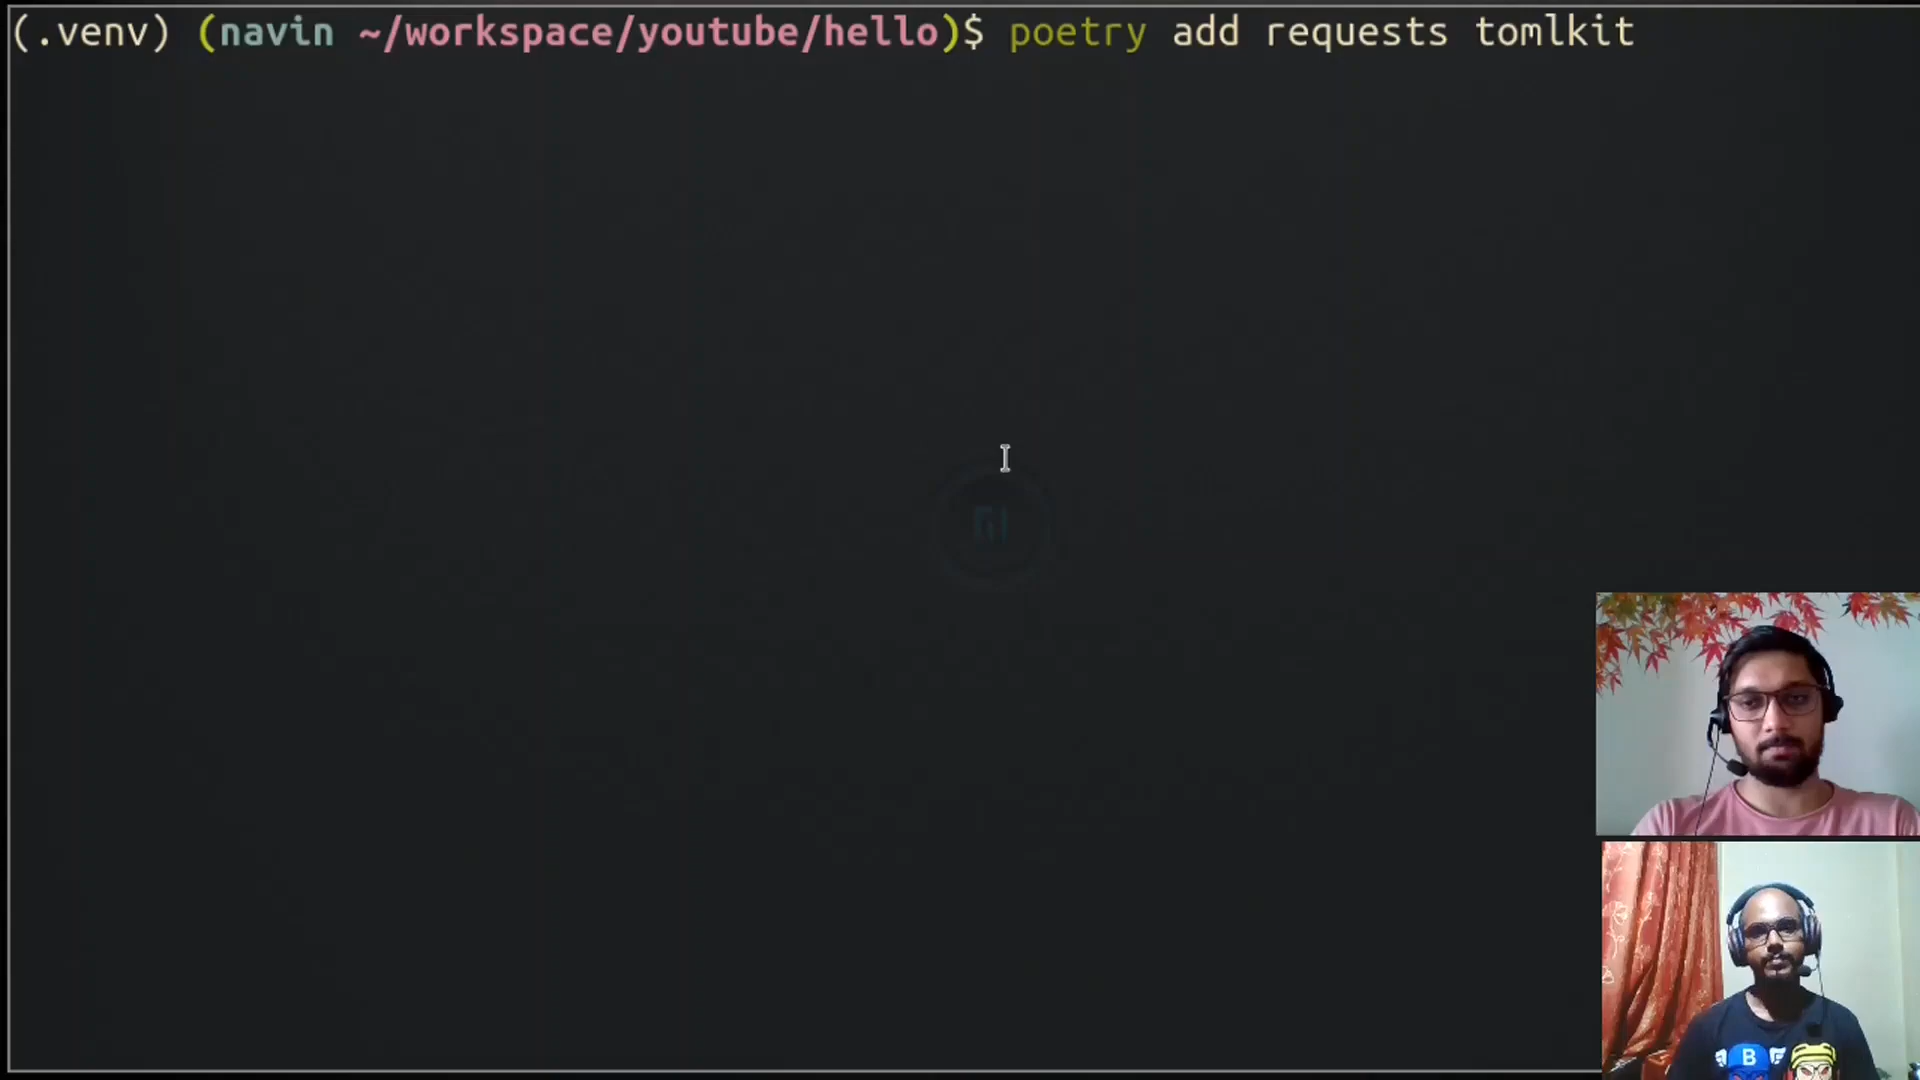 (.venv) (navin ~/workspace/youtube/hello)$ poetry add requests tomlkit
B